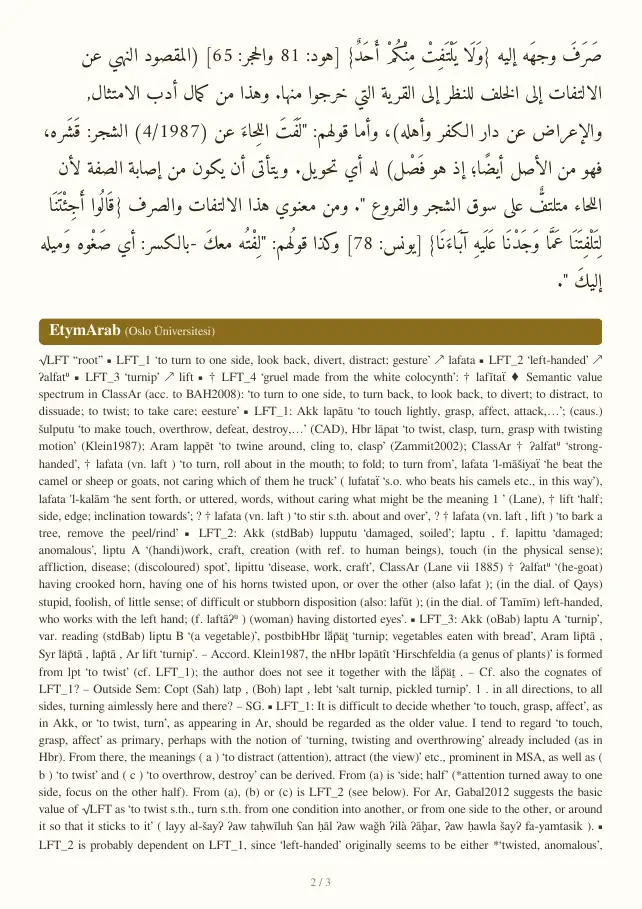 صَرَفَ وجهَه إليه {وَلَا يَلْتَفِتْ مِنْكُمْ أَحَدٌ} [هود: 81 والحجر: 65] (المقصود النهي عن
الالتفات إلى الخلف للنظر إلى القرية التي خرجوا منها. وهذا من كمال أدب الامتثال,
والإعراض عن دار الكفر وأهله)، وأما قولهم: "لَفَتَ اللِحاءَ عن (4/1987) الشجر: قَشَره،
فهو من الأصل أيضًا؛ إذ هو فَصْل) له أي تحويل. ويتأتى أن يكون من إصابة الصفة لأن
اللحاء متلتفٌّ على سوق الشجر والفروع ". ومن معنوي هذا الالتفات والصرف {قَالُوا أَجِئْتَنَا
لِتَلْفِتَنَا عَمَّا وَجَدْنَا عَلَيهِ آبَاءَنَا} [يونس: 78] وكذا قولهُم: "لِفْتُه معكَ -بالكسر: أي صَغْوه وَميله
إليكَ ".
EtymArab (Oslo Üniversitesi)
√LFT “root” ▪ LFT_1 ‘to turn to one side, look back, divert, distract; gesture’ ↗ lafata ▪ LFT_2 ‘left-handed’ ↗
ʔalfatᵘ ▪ LFT_3 ‘turnip’ ↗ lift ▪ † LFT_4 ‘gruel made from the white colocynth’: † lafītaẗ ♦ Semantic value
spectrum in ClassAr (acc. to BAH2008): ‘to turn to one side, to turn back, to look back, to divert; to distract, to
dissuade; to twist; to take care; eesture’ ▪ LFT_1: Akk lapātu ‘to touch lightly, grasp, affect, attack,…’; (caus.)
šulputu ‘to make touch, overthrow, defeat, destroy,…’ (CAD), Hbr lāpat ‘to twist, clasp, turn, grasp with twisting
motion’ (Klein1987); Aram lappēt ‘to twine around, cling to, clasp’ (Zammit2002); ClassAr † ʔalfatᵘ ‘strong-
handed’, † lafata (vn. laft ) ‘to turn, roll about in the mouth; to fold; to turn from’, lafata 'l-māšiyaẗ ‘he beat the
camel or sheep or goats, not caring which of them he truck’ ( lufataẗ ‘s.o. who beats his camels etc., in this way’),
lafata 'l-kalām ‘he sent forth, or uttered, words, without caring what might be the meaning 1 ’ (Lane), † lift ‘half;
side, edge; inclination towards’; ? † lafata (vn. laft ) ‘to stir s.th. about and over’, ? † lafata (vn. laft , lift ) ‘to bark a
tree, remove the peel/rind’ ▪ LFT_2: Akk (stdBab) lupputu ‘damaged, soiled’; laptu , f. lapittu ‘damaged;
anomalous’, liptu A ‘(handi)work, craft, creation (with ref. to human beings), touch (in the physical sense);
affliction, disease; (discoloured) spot’, lipittu ‘disease, work, craft’, ClassAr (Lane vii 1885) † ʔalfatᵘ ‘(he-goat)
having crooked horn, having one of his horns twisted upon, or over the other (also lafat ); (in the dial. of Qays)
stupid, foolish, of little sense; of difficult or stubborn disposition (also: lafūt ); (in the dial. of Tamīm) left-handed,
who works with the left hand; (f. laftāʔᵘ ) (woman) having distorted eyes’. ▪ LFT_3: Akk (oBab) laptu A ‘turnip’,
var. reading (stdBab) liptu B ‘(a vegetable)’, postbibHbr lǟpäṯ ‘turnip; vegetables eaten with bread’, Aram lipṯā ,
Syr läpṯā , lapṯā , Ar lift ‘turnip’. – Accord. Klein1987, the nHbr ləpātīt ‘Hirschfeldia (a genus of plants)’ is formed
from lpt ‘to twist’ (cf. LFT_1); the author does not see it together with the lǟpäṯ . – Cf. also the cognates of
LFT_1? – Outside Sem: Copt (Sah) latp , (Boh) lapt , lebt ‘salt turnip, pickled turnip’. 1 . in all directions, to all
sides, turning aimlessly here and there? – SG. ▪ LFT_1: It is difficult to decide whether ‘to touch, grasp, affect’, as
in Akk, or ‘to twist, turn’, as appearing in Ar, should be regarded as the older value. I tend to regard ‘to touch,
grasp, affect’ as primary, perhaps with the notion of ‘turning, twisting and overthrowing’ already included (as in
Hbr). From there, the meanings ( a ) ‘to distract (attention), attract (the view)’ etc., prominent in MSA, as well as (
b ) ‘to twist’ and ( c ) ‘to overthrow, destroy’ can be derived. From (a) is ‘side; half’ (*attention turned away to one
side, focus on the other half). From (a), (b) or (c) is LFT_2 (see below). For Ar, Gabal2012 suggests the basic
value of √LFT as ‘to twist s.th., turn s.th. from one condition into another, or from one side to the other, or around
it so that it sticks to it’ ( layy al-šayʔ ʔaw taḥwīluh ʕan ḥāl ʔaw waǧh ʔilà ʔāḫar, ʔaw ḥawla šayʔ fa-yamtasik ). ▪
LFT_2 is probably dependent on LFT_1, since ‘left-handed’ originally seems to be either *‘twisted, anomalous’,
2 / 3